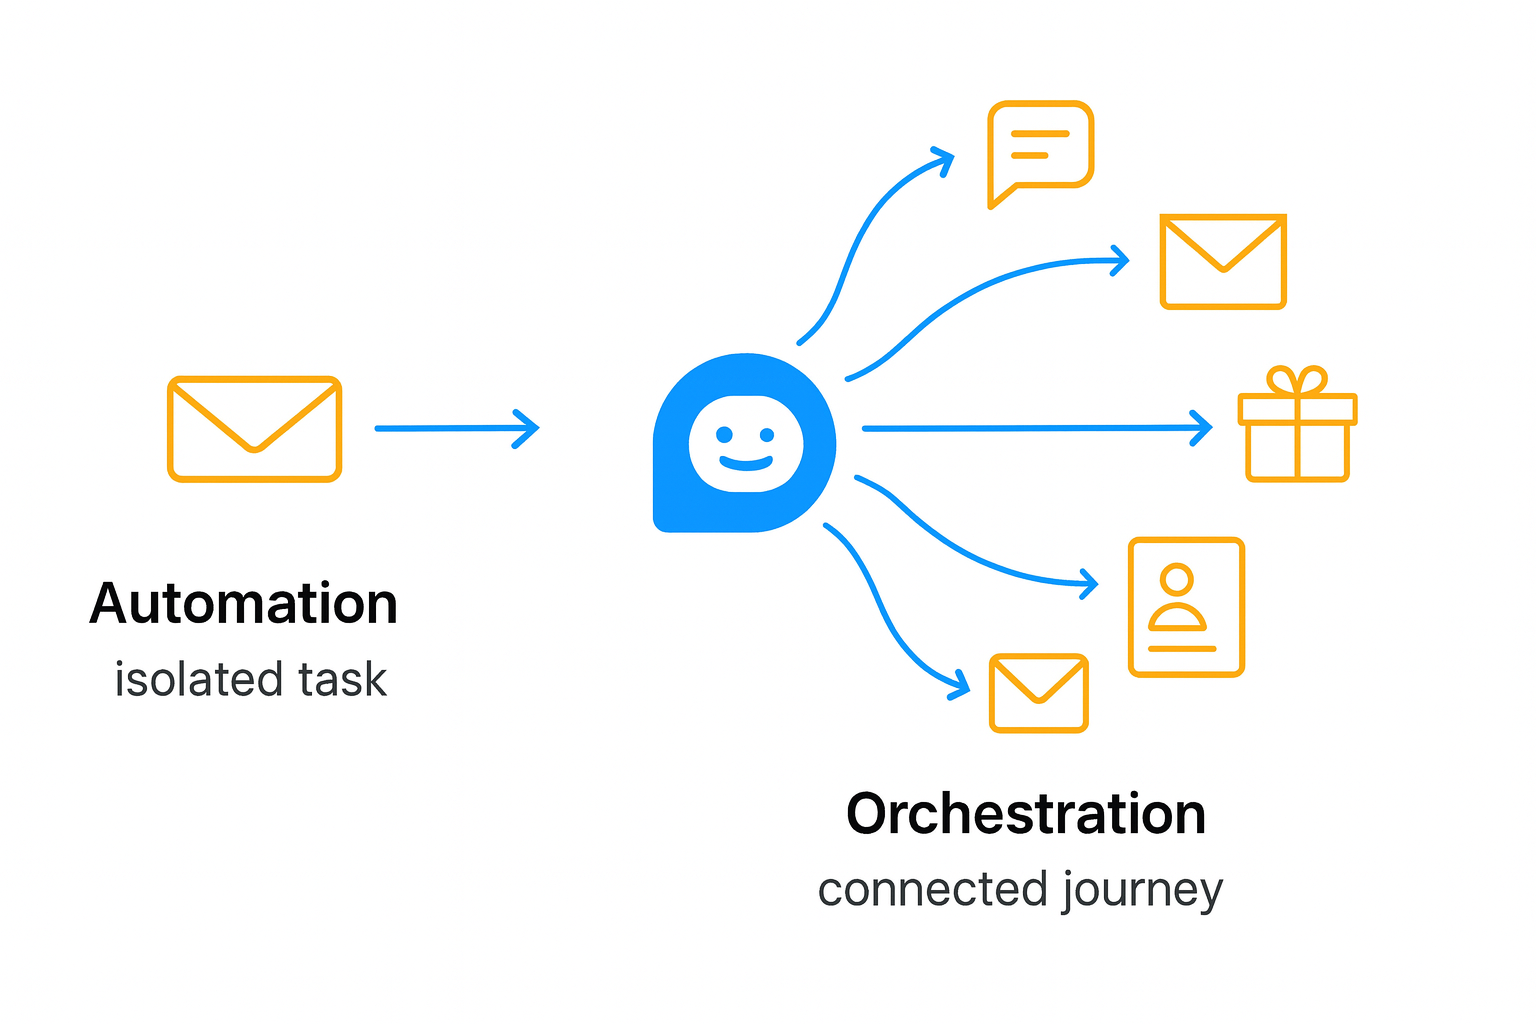 Automation
isolated task
Orchestration
connected journey